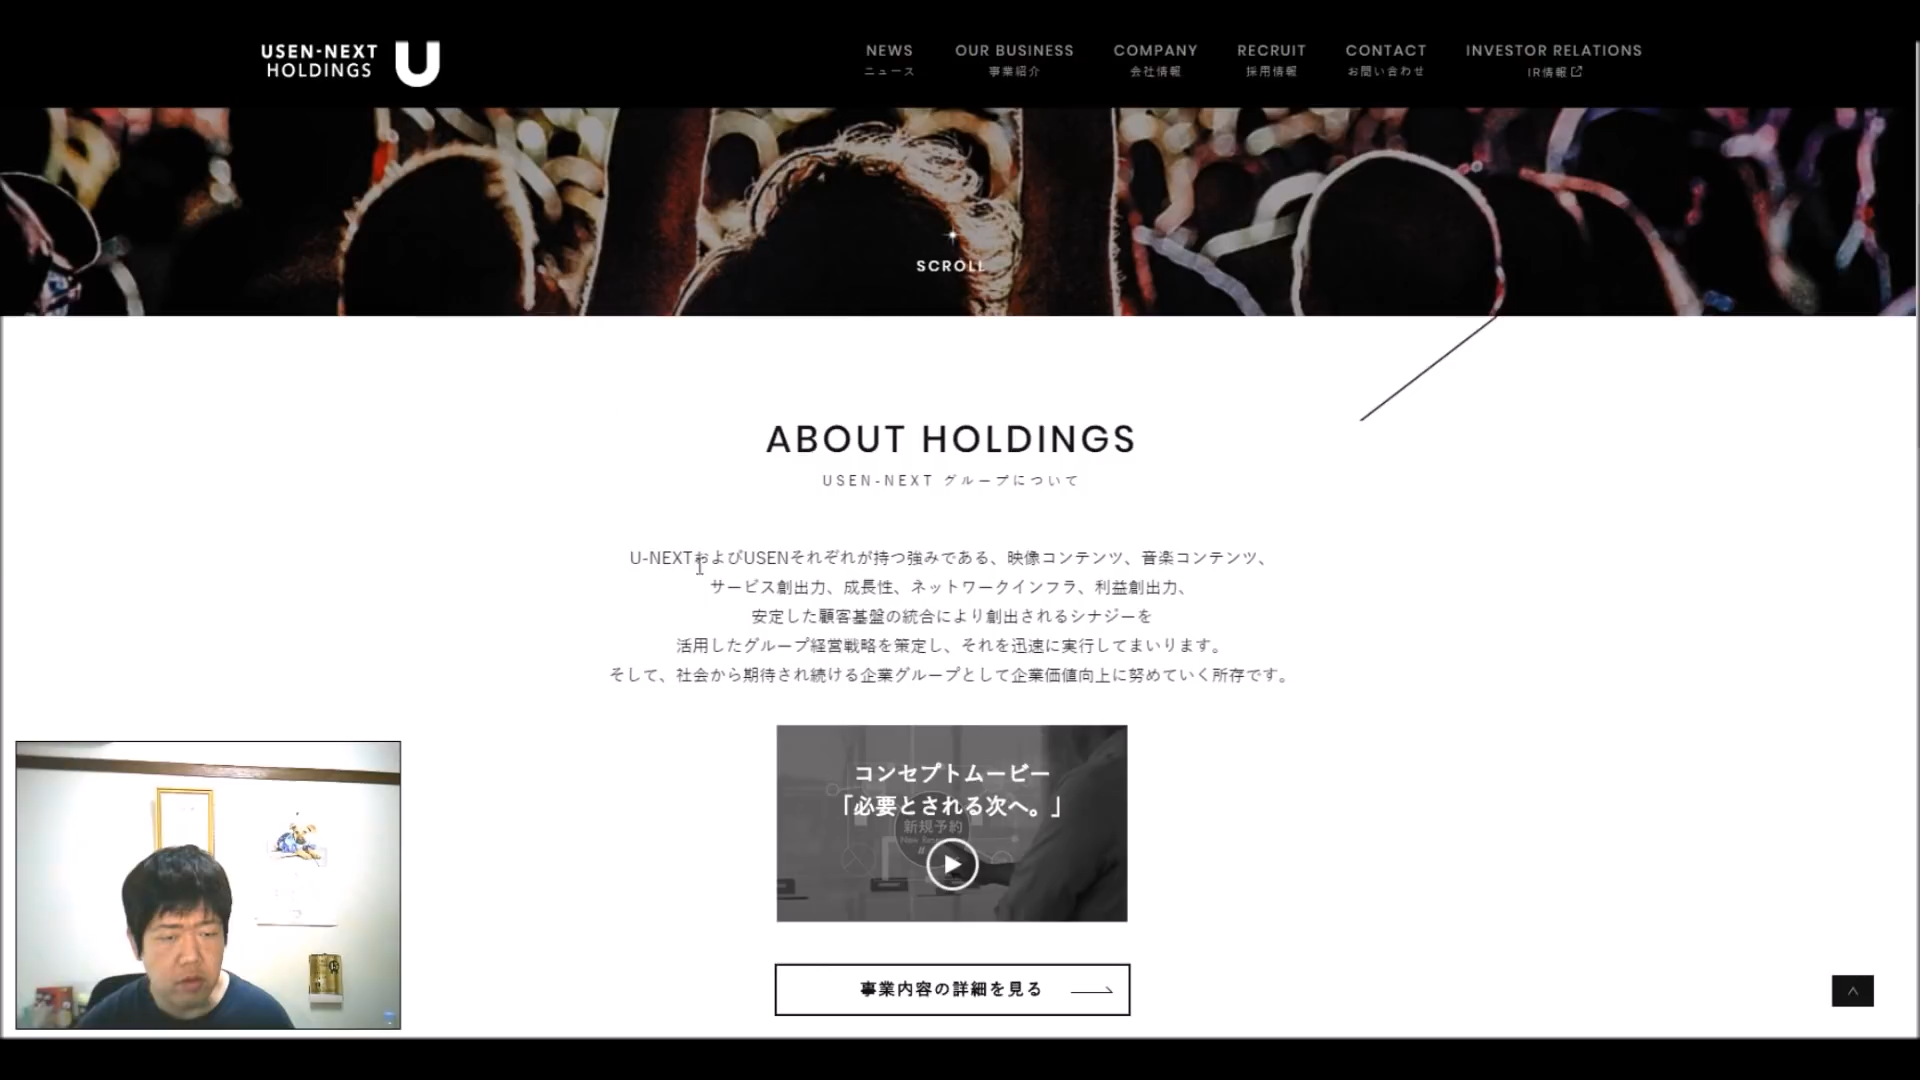 USEN-NEXT
HOLDINGS
U
NEWS
ニュース
OUR BUSINESS
事業紹介
COMPANY
会社情報
RECRUIT
採用情報
CONTACT
お問い合わせ
INVESTOR RELATIONS
IR情報
SCROLL
ABOUT HOLDINGS
USEN-NEXT グループについて
U-NEXTおよびUSENそれぞれが持つ強みである、映像コンテンツ、音楽コンテンツ、
サービス創出力、成長性、ネットワークインフラ、利益創出力、
安定した顧客基盤の統合により創出されるシナジーを
活用したグループ経営戦略を策定し、それを迅速に実行してまいります。
そして、社会から期待され続ける企業グループとして企業価値向上に努めていく所存です。
コンセプトムービー
「必要とされる次へ。」
新規予約
事業内容の詳細を見る